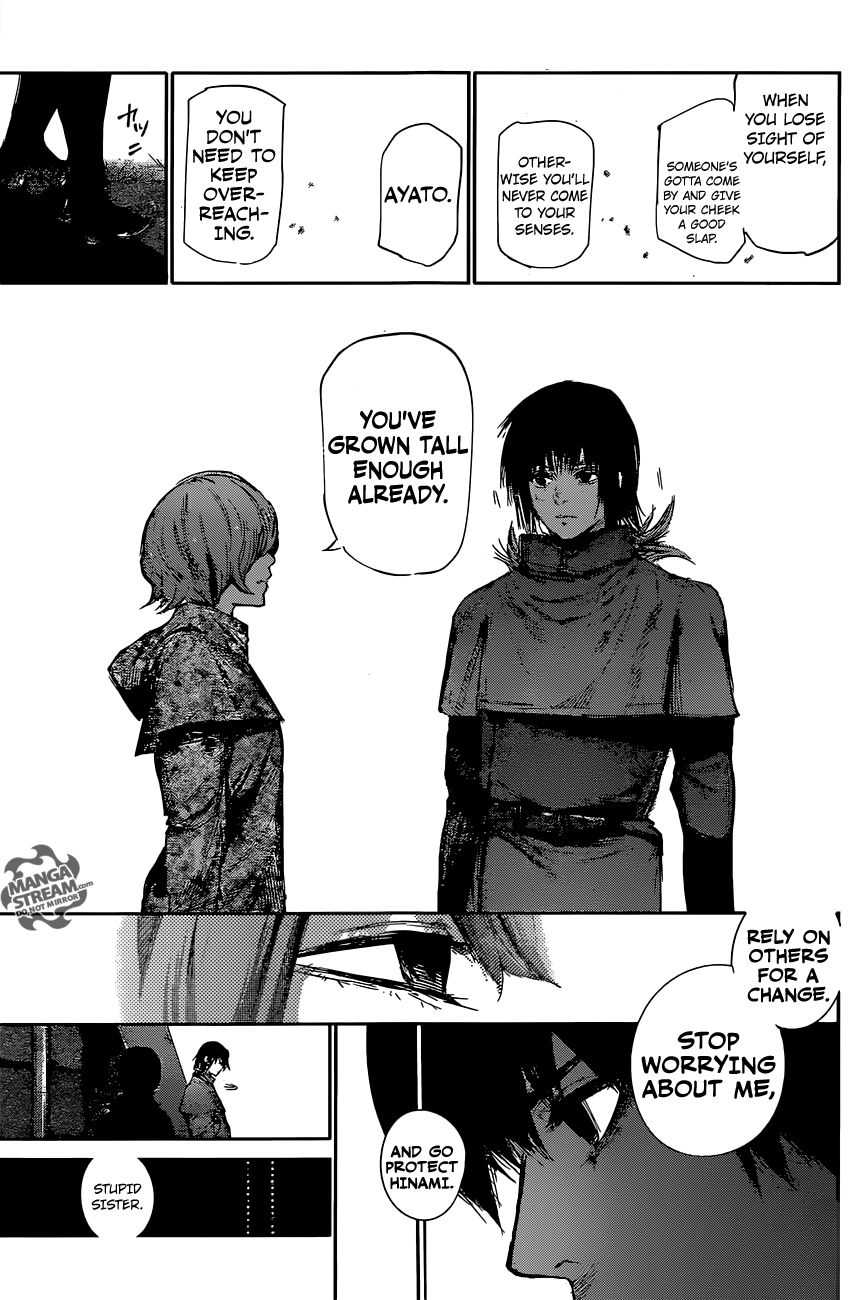 WHEN
YOU LOSE
SIGHT OF
YOURSELF,
SOMEONE'S
GOTTA COME
BY AND GIVE
YOUR CHEEK
A GOOD
SLAP.
OTHER-
WISE YOU'LL
NEVER COME
TO YOUR
SENSES.
AYATO.
YOU
DON'T
NEED TO
KEEP
OVER-
REACH-
ING.
ガッ
YOU'VE
GROWN TALL
ENOUGH
ALREADY.
MANGA
STREAM.com
DO NOT MIRROR!
RELY ON
OTHERS
FOR A
CHANGE.
STOP
WORRYING
ABOUT ME,
AND GO
PROTECT
HINAMI.
STUPID
SISTER.